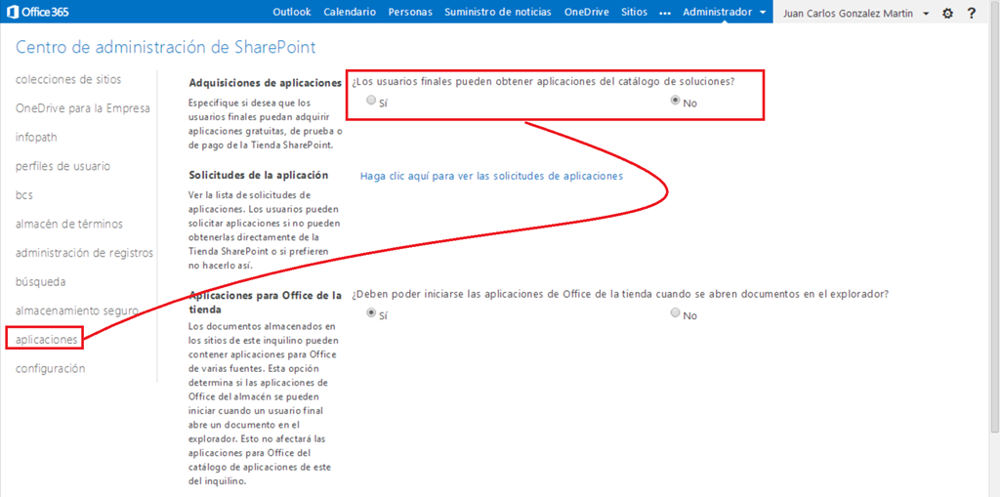 Office 365
Outlook Calendario Personas Suministro de noticias OneDrive Sitios ••• Administrador Juan Carlos Gonzalez Martin ?
Centro de administración de SharePoint
colecciones de sitios
OneDrive para la Empresa
infopath
perfiles de usuario
bcs
almacén de términos
administración de registros
búsqueda
almacenamiento seguro
aplicaciones
configuración
Adquisiciones de aplicaciones
Especifique si desea que los
usuarios finales puedan adquirir
aplicaciones gratuitas, de prueba o
de pago de la Tienda SharePoint.
¿Los usuarios finales pueden obtener aplicaciones del catálogo de soluciones?
Sí No
Solicitudes de la aplicación
Ver la lista de solicitudes de
aplicaciones. Los usuarios pueden
solicitar aplicaciones si no pueden
obtenerlas directamente de la
Tienda SharePoint o si prefieren
no hacerlo así.
Haga clic aquí para ver las solicitudes de aplicaciones
Aplicaciones para Office de la
tienda
Los documentos almacenados en
los sitios de este inquilino pueden
contener aplicaciones para Office
de varias fuentes. Esta opción
determina si las aplicaciones de
Office del almacén se pueden
iniciar cuando un usuario final
abre un documento en el
explorador. Esto no afectará las
aplicaciones para Office del
catálogo de aplicaciones de este
del inquilino.
¿Deben poder iniciarse las aplicaciones de Office de la tienda cuando se abren documentos en el explorador?
Sí No